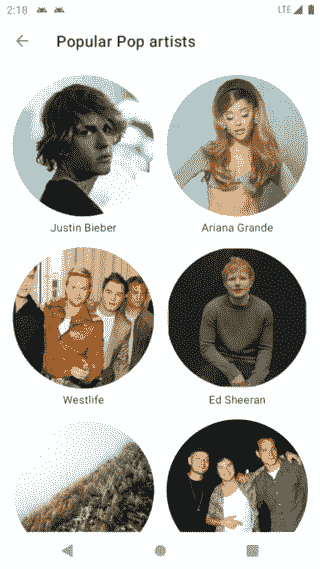 2:18
LTE
Popular Pop artists
Justin Bieber
Ariana Grande
Westlife
Ed Sheeran